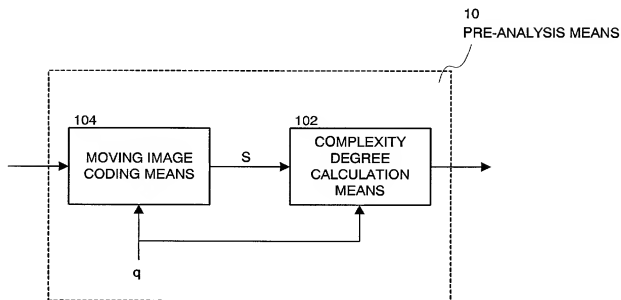 10
PRE-ANALYSIS MEANS
104
MOVING IMAGE
CODING MEANS
S
102
COMPLEXITY
DEGREE
CALCULATION
MEANS
q